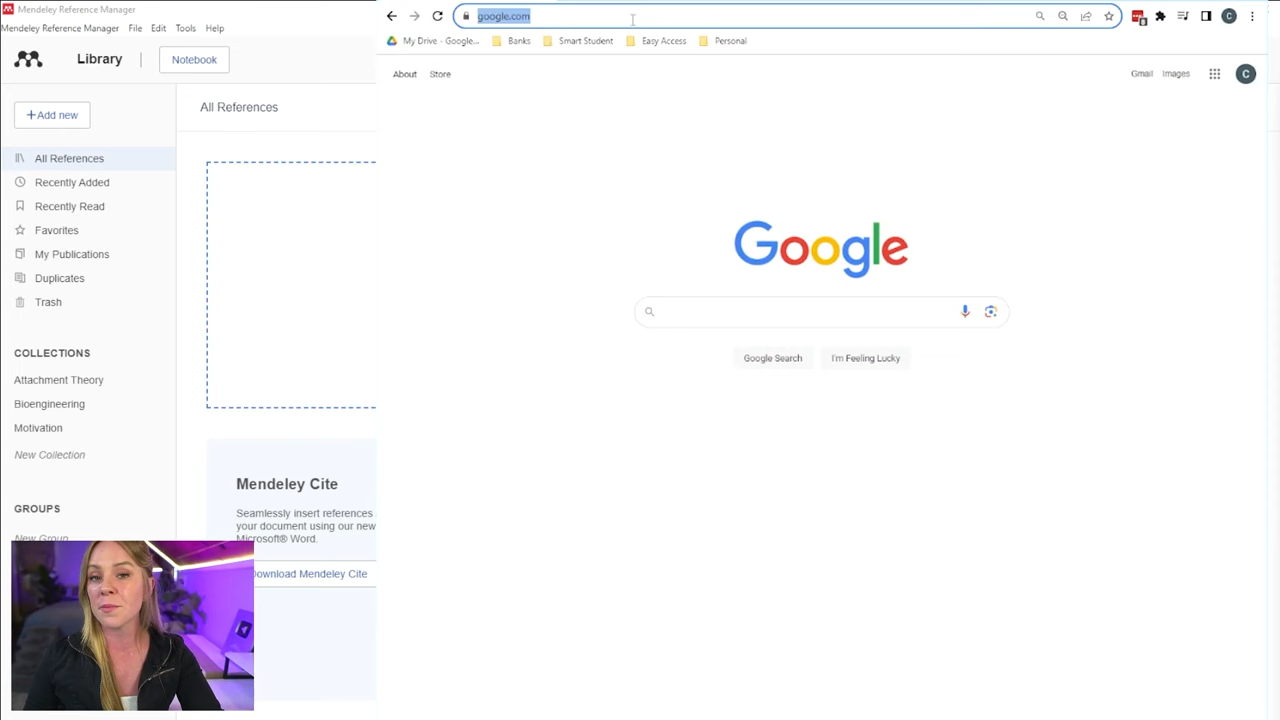 Mendeley Reference Manager
Mendeley Reference Manager File Edit Tools Help
Library
Notebook
+Add new
All References
Recently Added
Recently Read
Favorites
My Publications
Duplicates
Trash
COLLECTIONS
Attachment Theory
Bioengineering
Motivation
New Collection
GROUPS
New Group
All References
Mendeley Cite
Seamlessly insert references
your document using our new
Microsoft® Word.
Download Mendeley Cite
google.com
C
My Drive - Google...
Banks
Smart Student
Easy Access
Personal
About
Store
Gmail
Images
C
Google
Google Search
I'm Feeling Lucky